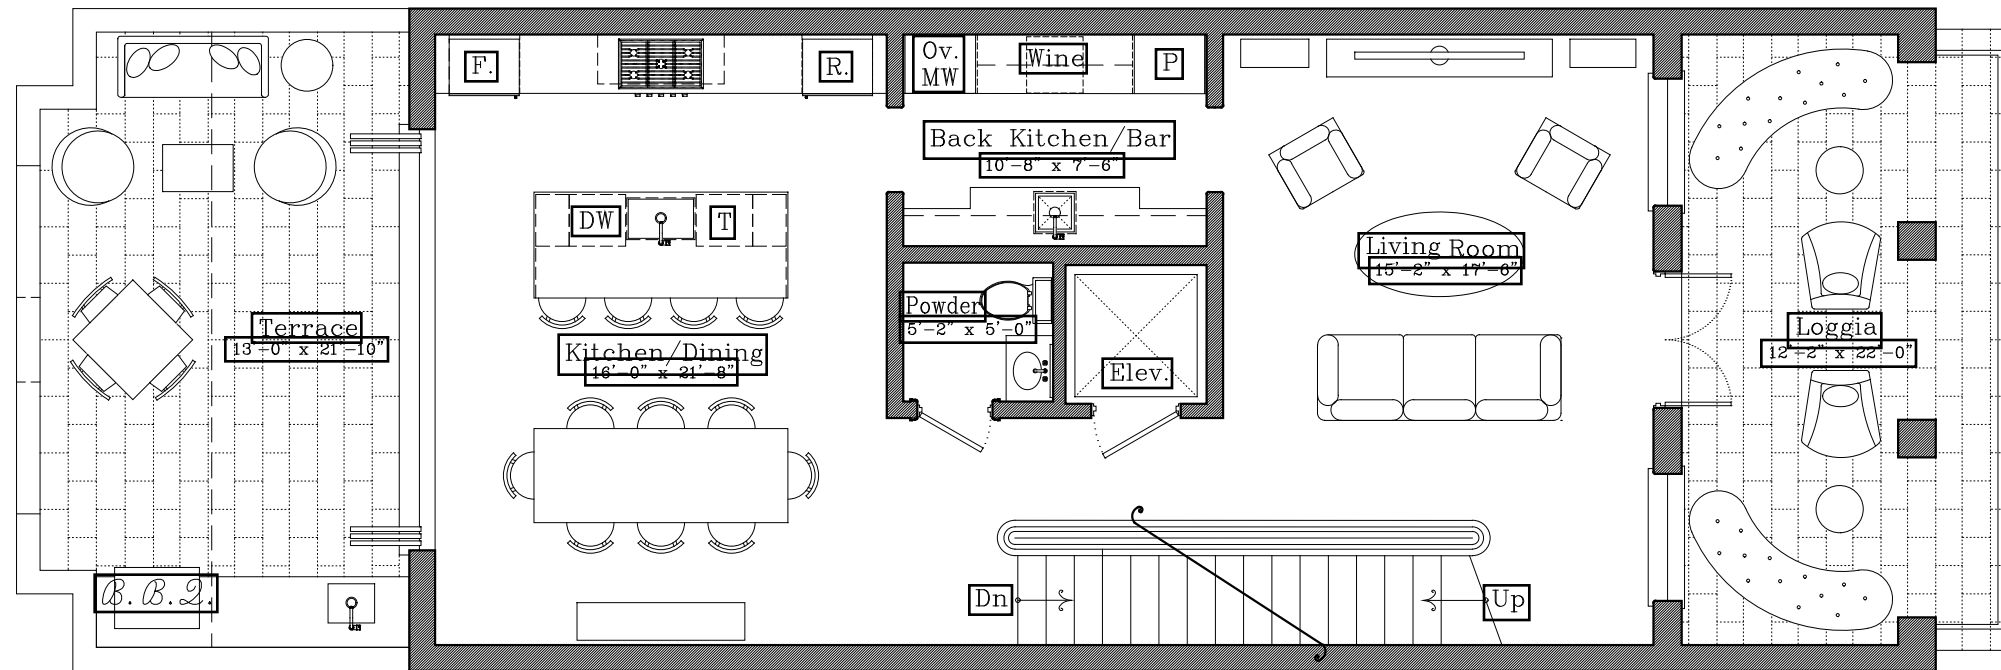 F.
R.
Ov.
MW
Wine
P
Back Kitchen/Bar
10'-8" x 7'-6"
DW
T
Living Room
15'-2" x 17'-6"
Powder
5'-2" x 5'-0"
Terrace
13'-0" x 21'-10"
Kitchen/Dining
16'-0" x 21'-8"
Elev.
Loggia
12'-2" x 22'-0"
B.B.Q.
Dn
Up